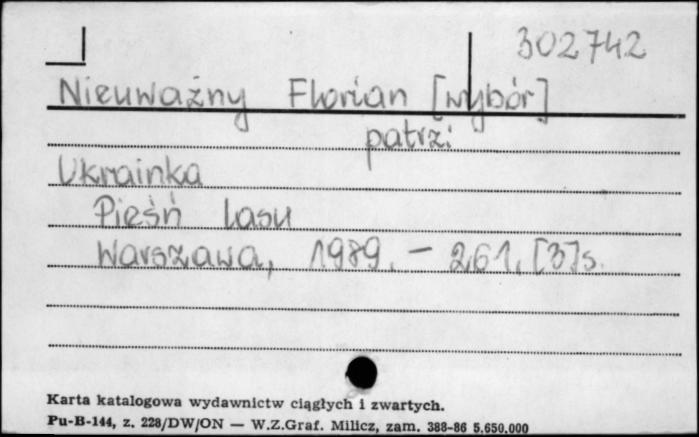 302742
Nieuważny Florian [wybór]
patrz:
Ukrainka
Pieśń lasu
Warszawa, 1989. - 261, [3]s.
Karta katalogowa wydawnictw ciągłych i zwartych.
Pu-B-144, z. 228/DW/ON — W.Z.Graf. Milicz, zam. 388-86 5.650.000